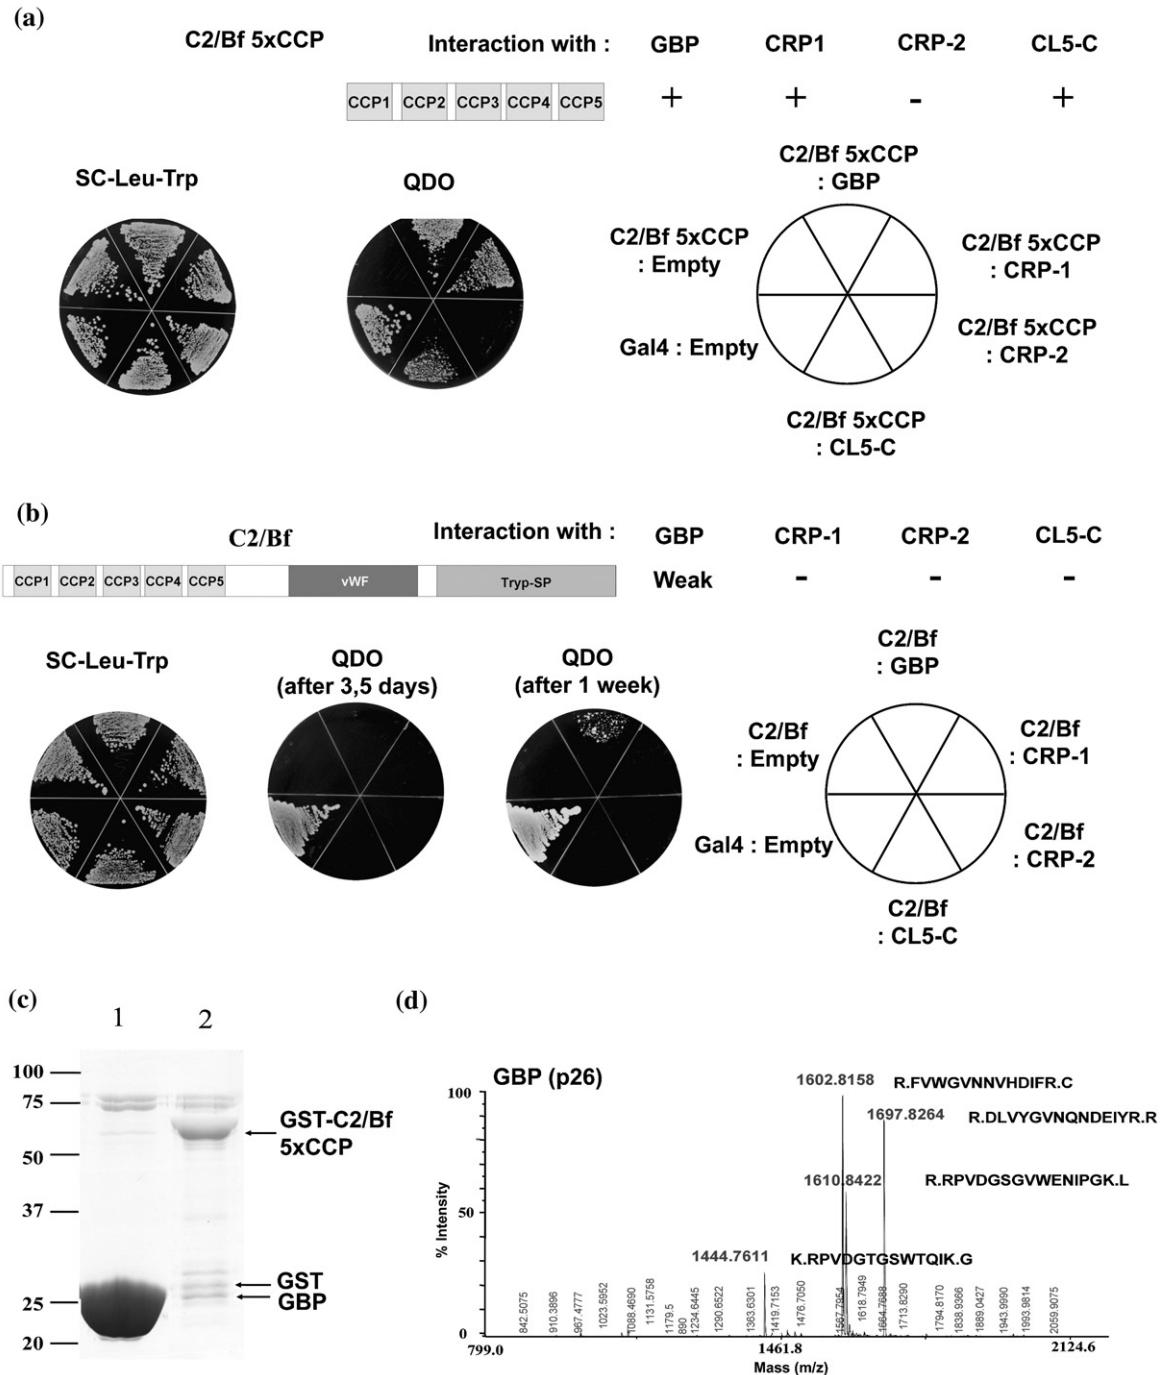 (a)
C2/Bf 5xCCP
Interaction with : GBP CRP1 CRP-2 CL5-C
CCP1 CCP2 CCP3 CCP4 CCP5 + + - +
SC-Leu-Trp
QDO
C2/Bf 5xCCP
: GBP
C2/Bf 5xCCP
: Empty
C2/Bf 5xCCP
: CRP-1
Gal4 : Empty
C2/Bf 5xCCP
: CRP-2
C2/Bf 5xCCP
: CL5-C
(b)
C2/Bf
Interaction with : GBP CRP-1 CRP-2 CL5-C
CCP1 CCP2 CCP3 CCP4 CCP5 vWF Tryp-SP Weak - - -
SC-Leu-Trp
QDO
(after 3,5 days)
QDO
(after 1 week)
C2/Bf
: GBP
C2/Bf
: Empty
C2/Bf
: CRP-1
Gal4 : Empty
C2/Bf
: CRP-2
C2/Bf
: CL5-C
(c)
1 2
100
75
50
37
25
20
GST-C2/Bf
5xCCP
GST
GBP
(d)
GBP (p26)
1602.8158 R.FVWGVNNVHDIFR.C
1697.8264 R.DLVYGVNQNDEIYR.R
1610.8422 R.RPVDGSGVWENIPGK.L
1444.7611 K.RPVDGTGSWTQIK.G
100
50
0
% Intensity
842.5075
910.3896
967.4777
1023.5952
1088.4690
1131.5758
1179.5
890
1234.6445
1290.6522
1363.6301
1419.7153
1476.7050
1567.7954
1618.7949
1664.7688
1713.8290
1794.8170
1838.9366
1889.0427
1943.9990
1993.9814
2059.9075
799.0 1461.8 2124.6
Mass (m/z)